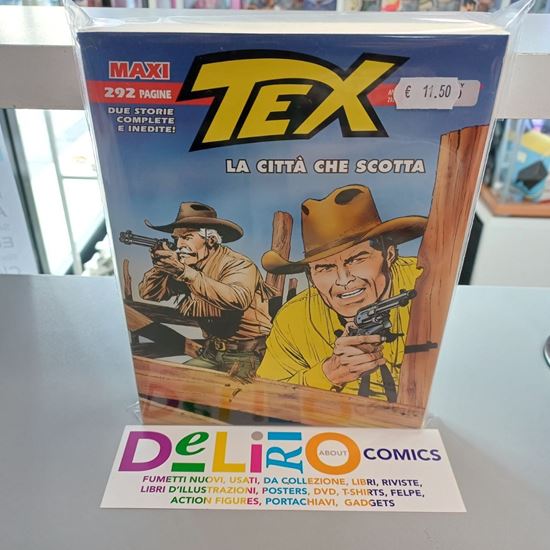 MAXI
292 PAGINE
DUE STORIE
COMPLETE
E INEDITE!
TEX
€ 11.50
LA CITTÀ CHE SCOTTA
DeLiRiO ABOUT COMICS
FUMETTI NUOVI, USATI, DA COLLEZIONE, LIBRI, RIVISTE,
LIBRI D'ILLUSTRAZIONI, POSTERS, DVD, T-SHIRTS, FELPE,
ACTION FIGURES, PORTACHIAVI, GADGETS